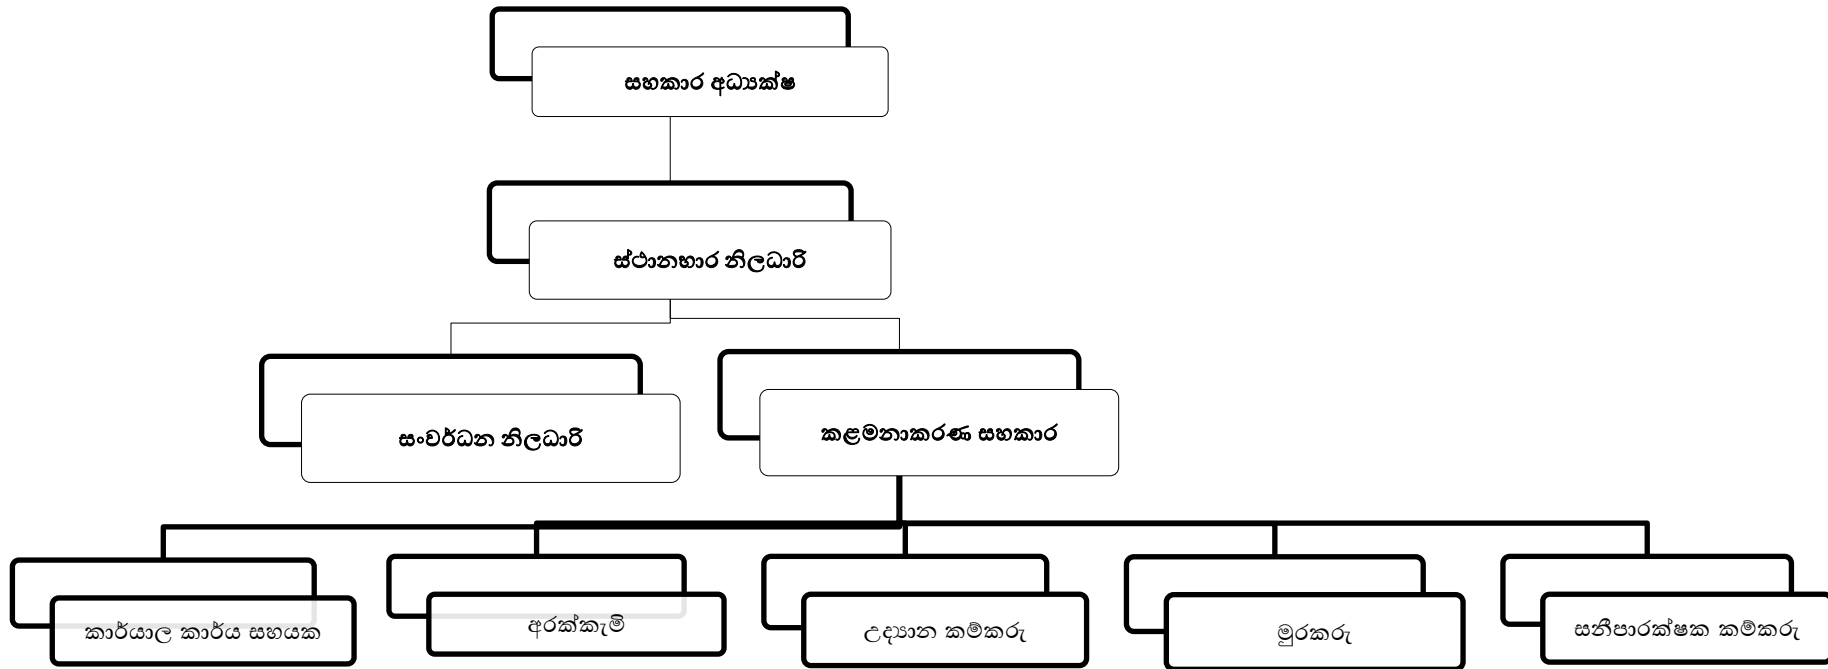 සහකාර අධ්‍යක්ෂ
ස්ථානභාර නිලධාරි
සංවර්ධන නිලධාරි
කළමනාකරණ සහකාර
කාර්යාල කාර්ය සහයක
අරක්කැමි
උද්‍යාන කම්කරු
මුරකරු
සනීපාරක්ෂක කම්කරු